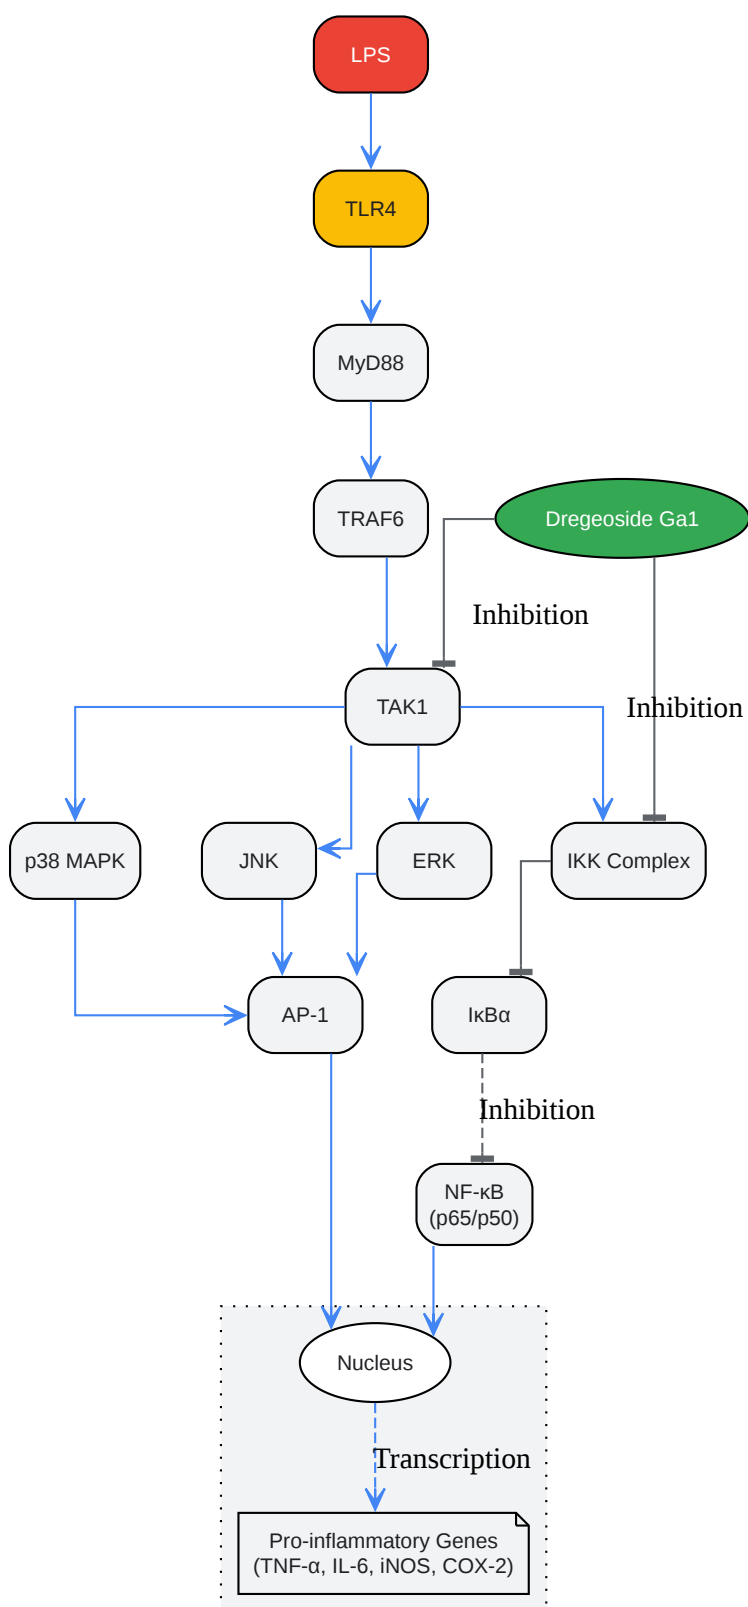 LPS
TLR4
MyD88
TRAF6
Dregeoside Ga1
Inhibition
TAK1
Inhibition
p38 MAPK
JNK
ERK
IKK Complex
AP-1
IκBα
Inhibition
NF-κB
(p65/p50)
Nucleus
Transcription
Pro-inflammatory Genes
(TNF-α, IL-6, iNOS, COX-2)